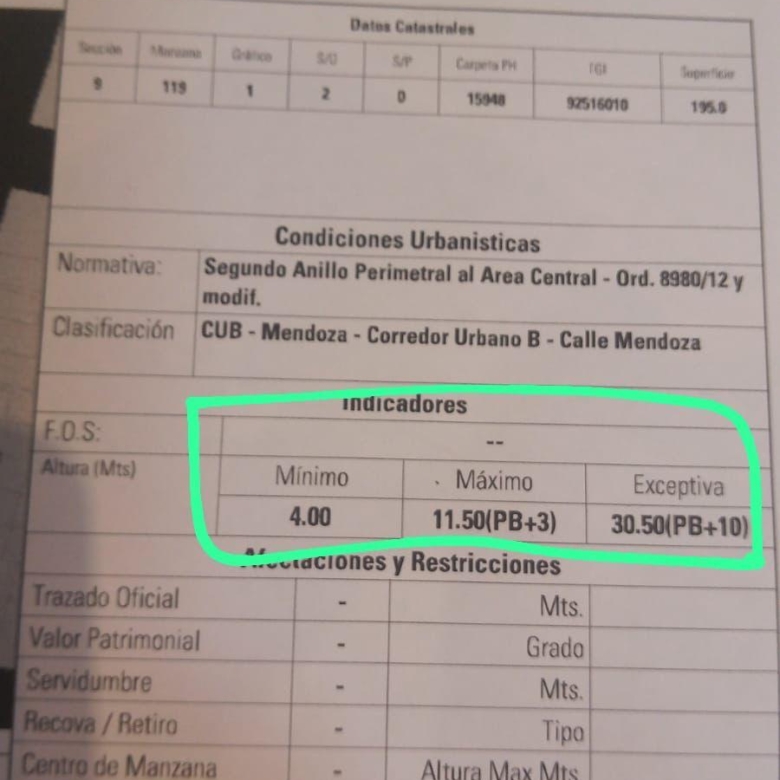 Datos Catastrales
Sección Manzana Gráfico S/D S/P Carpeta PH TGI Superficie
9 119 1 2 0 15948 92516010 195.0
Condiciones Urbanisticas
Normativa: Segundo Anillo Perimetral al Area Central - Ord. 8980/12 y
modif.
Clasificación CUB - Mendoza - Corredor Urbano B - Calle Mendoza
Indicadores
F.O.S: --
Altura (Mts) Mínimo Máximo Exceptiva
4.00 11.50(PB+3) 30.50(PB+10)
Afectaciones y Restricciones
Trazado Oficial - Mts.
Valor Patrimonial - Grado
Servidumbre - Mts.
Recova / Retiro - Tipo
Centro de Manzana - Altura Max Mts